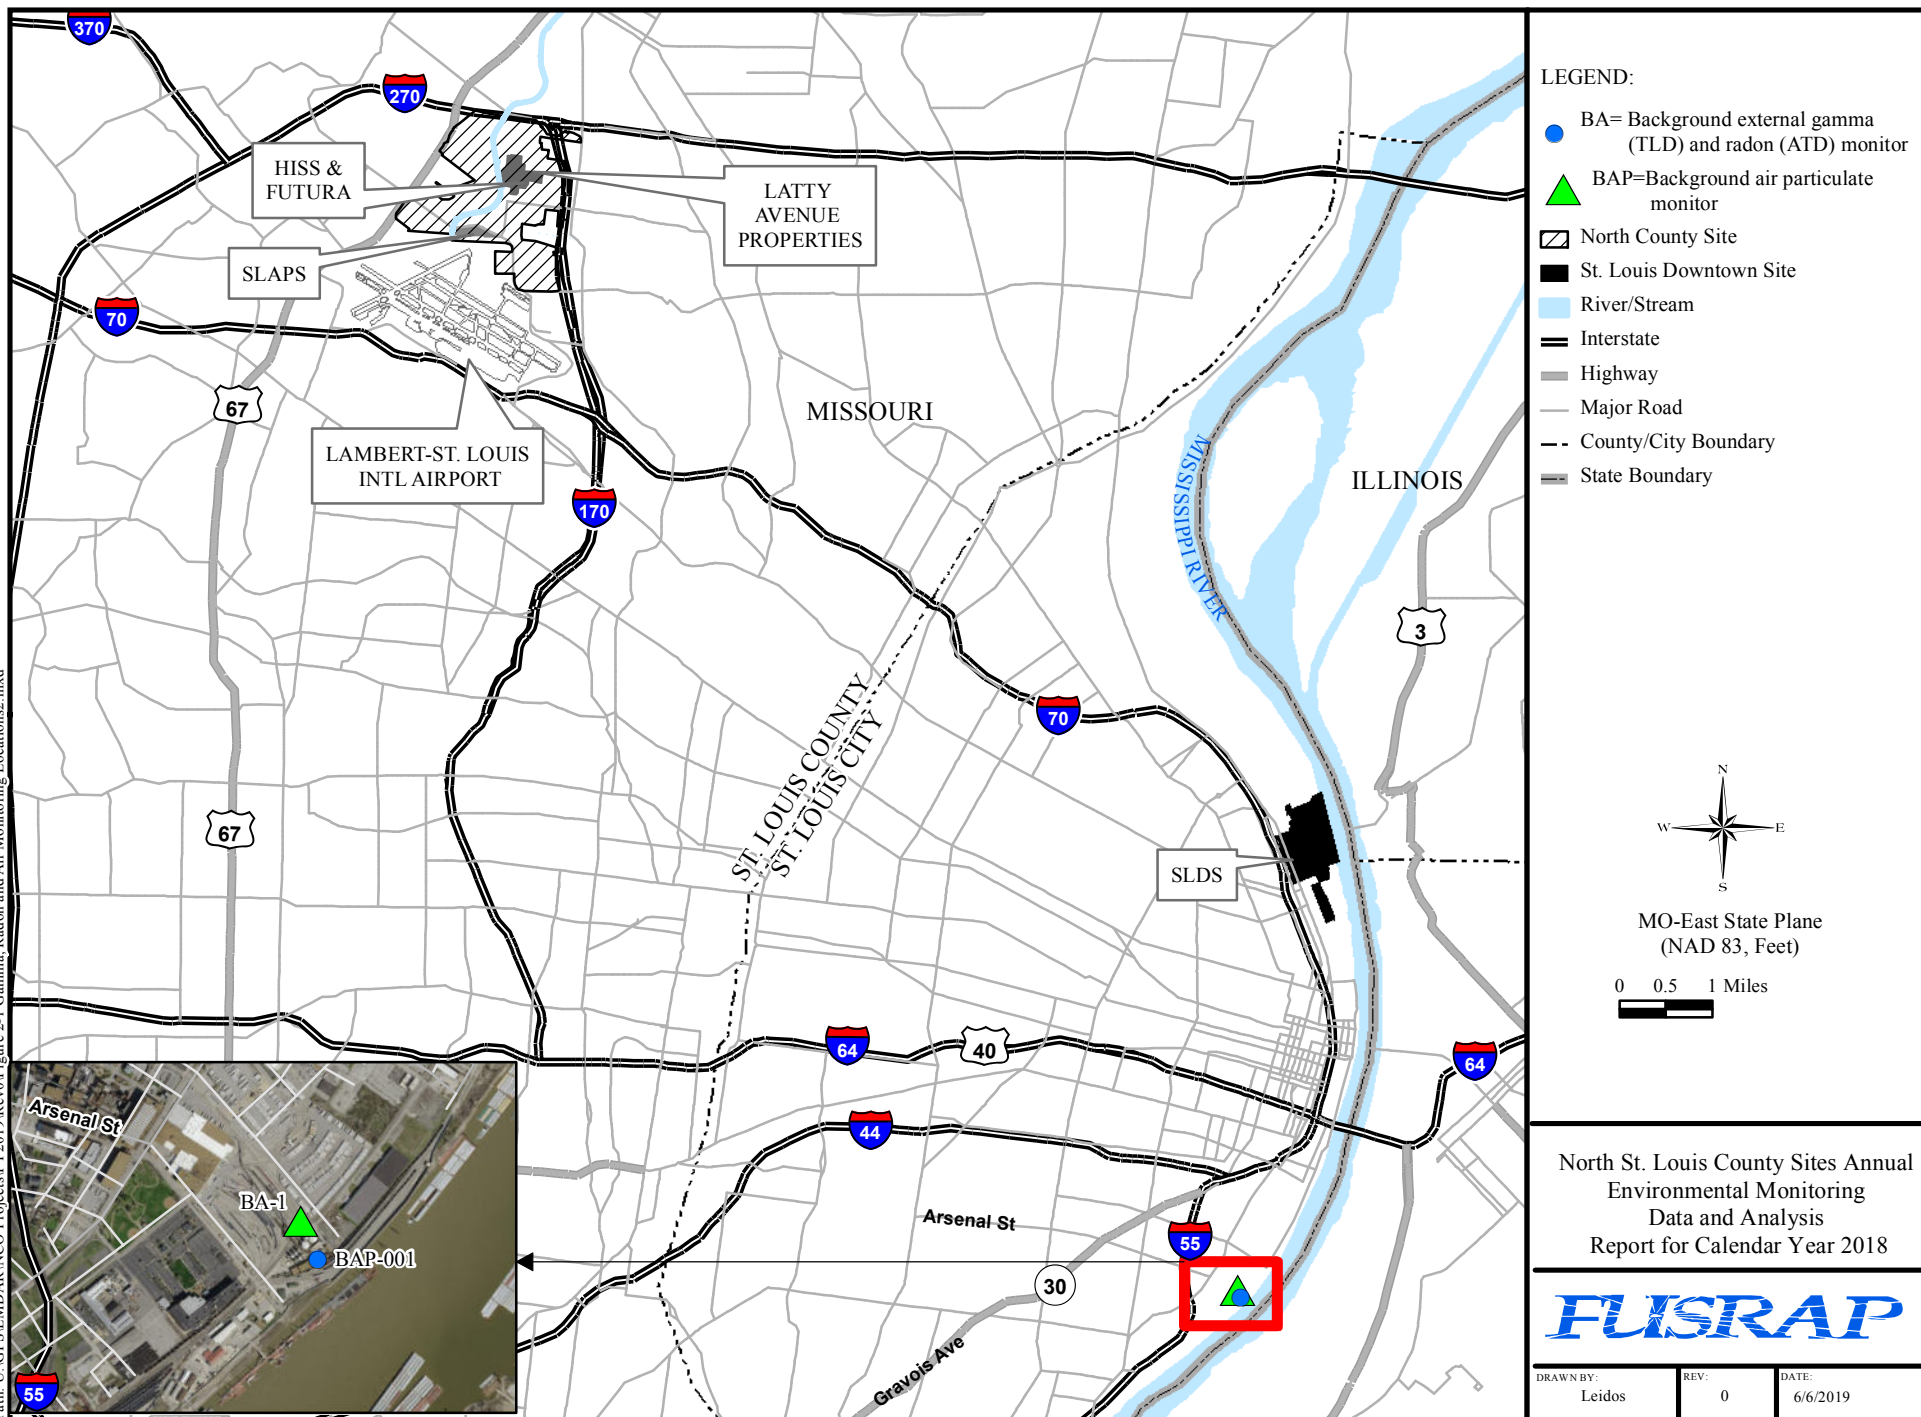 370
270
HISS &
FUTURA
LATTY
AVENUE
PROPERTIES
SLAPS
70
67
LAMBERT-ST. LOUIS
INTL AIRPORT
170
MISSOURI
ILLINOIS
MISSISSIPPI RIVER
3
ST. LOUIS COUNTY
ST. LOUIS CITY
70
67
SLDS
64
40
64
44
Arsenal St
55
30
Gravois Ave
Arsenal St
BA-1
BAP-001
55
LEGEND:
BA= Background external gamma
(TLD) and radon (ATD) monitor
BAP=Background air particulate
monitor
North County Site
St. Louis Downtown Site
River/Stream
Interstate
Highway
Major Road
County/City Boundary
State Boundary
N
W E
S
MO-East State Plane
(NAD 83, Feet)
0 0.5 1 Miles
North St. Louis County Sites Annual
Environmental Monitoring
Data and Analysis
Report for Calendar Year 2018
FUSRAP
DRAWN BY:
Leidos
REV:
0
DATE:
6/6/2019